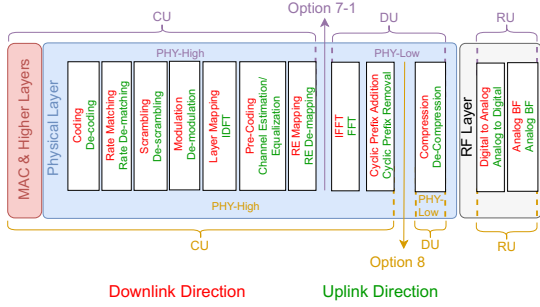 CU
Option 7-1
DU
RU
PHY-High
PHY-Low
MAC & Higher Layers
Physical Layer
Coding
De-coding
Rate Matching
Rate De-matching
Scrambling
De-scrambling
Modulation
De-modulation
Layer Mapping
IDFT
Pre-Coding
Channel Estimation/
Equalization
RE Mapping
RE De-mapping
IFFT
FFT
Cyclic Prefix Addition
Cyclic Prefix Removal
Compression
De-Compression
RF Layer
Digital to Analog
Analog to Digital
Analog BF
Analog BF
PHY-High
PHY-
Low
CU
DU
RU
Option 8
Downlink Direction
Uplink Direction